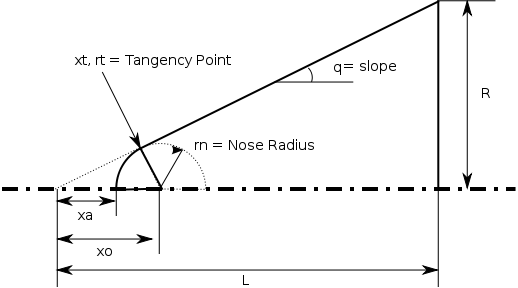 xt, rt = Tangency Point
q= slope
R
rn = Nose Radius
xa
xo
L